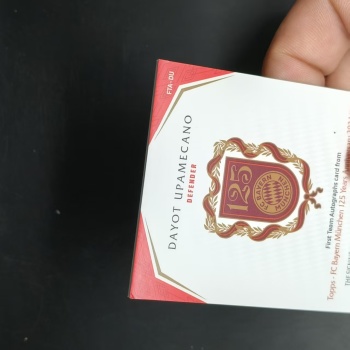 FTA-DU
DAYOT UPAMECANO
DEFENDER
125
First Team Autographs card from
Topps - FC Bayern München 125 Years